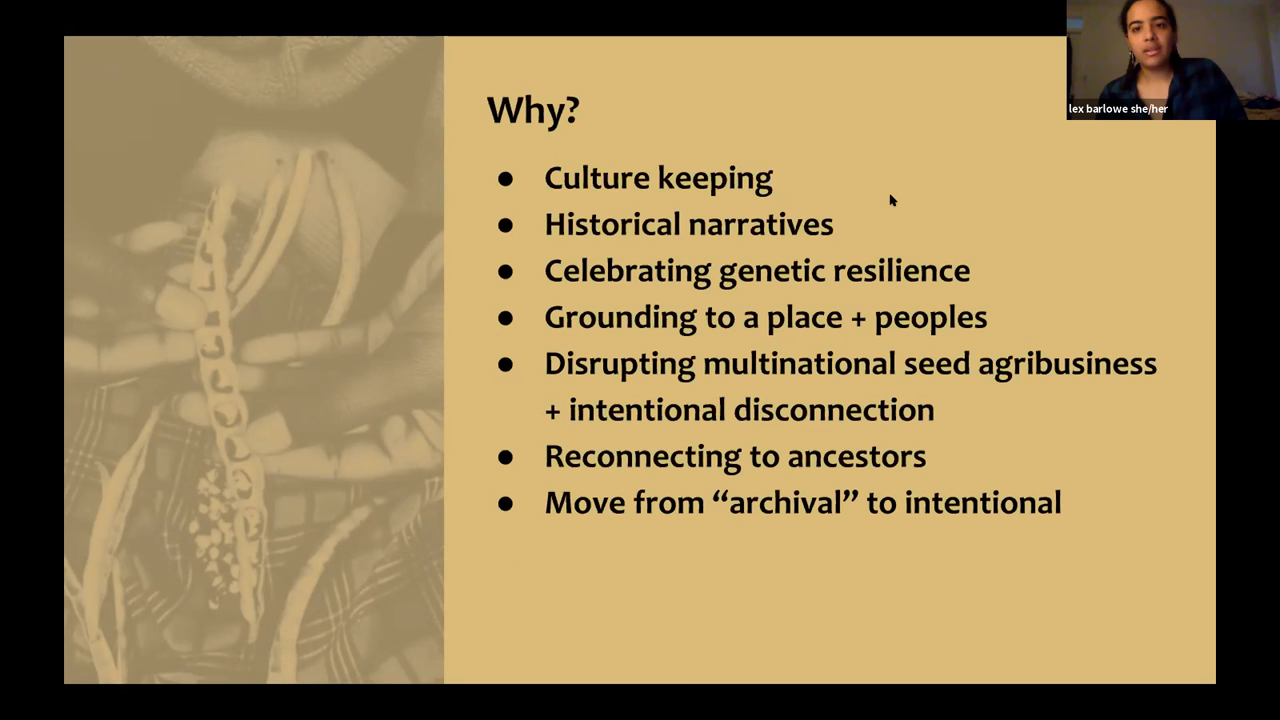 lex barlowe she/her
Why?
● Culture keeping
● Historical narratives
● Celebrating genetic resilience
● Grounding to a place + peoples
● Disrupting multinational seed agribusiness
+ intentional disconnection
● Reconnecting to ancestors
● Move from “archival” to intentional